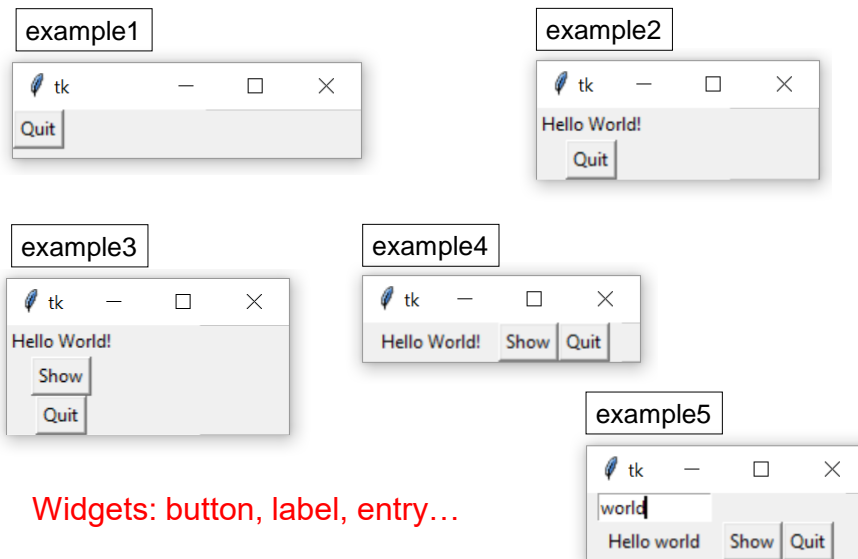 example1
tk
Quit
example2
tk
Hello World!
Quit
example3
tk
Hello World!
Show
Quit
example4
tk
Hello World! Show Quit
example5
tk
world
Hello world Show Quit
Widgets: button, label, entry…